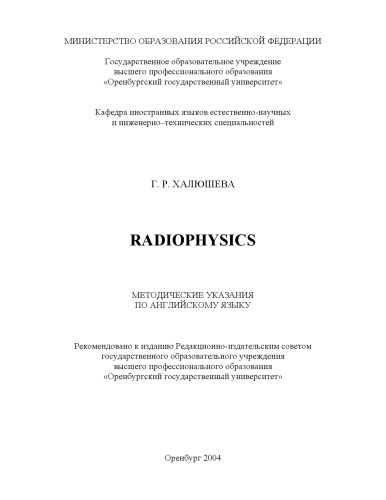 МИНИСТЕРСТВО ОБРАЗОВАНИЯ РОССИЙСКОЙ ФЕДЕРАЦИИ
Государственное образовательное учреждение
высшего профессионального образования
«Оренбургский государственный университет»
Кафедра иностранных языков естественно-научных
и инженерно–технических специальностей
Г. Р. ХАЛЮШЕВА
RADIOPHYSICS
МЕТОДИЧЕСКИЕ УКАЗАНИЯ
ПО АНГЛИЙСКОМУ ЯЗЫКУ
Рекомендовано к изданию Редакционно-издательским советом
государственного образовательного учреждения
высшего профессионального образования
«Оренбургский государственный университет»
Оренбург 2004